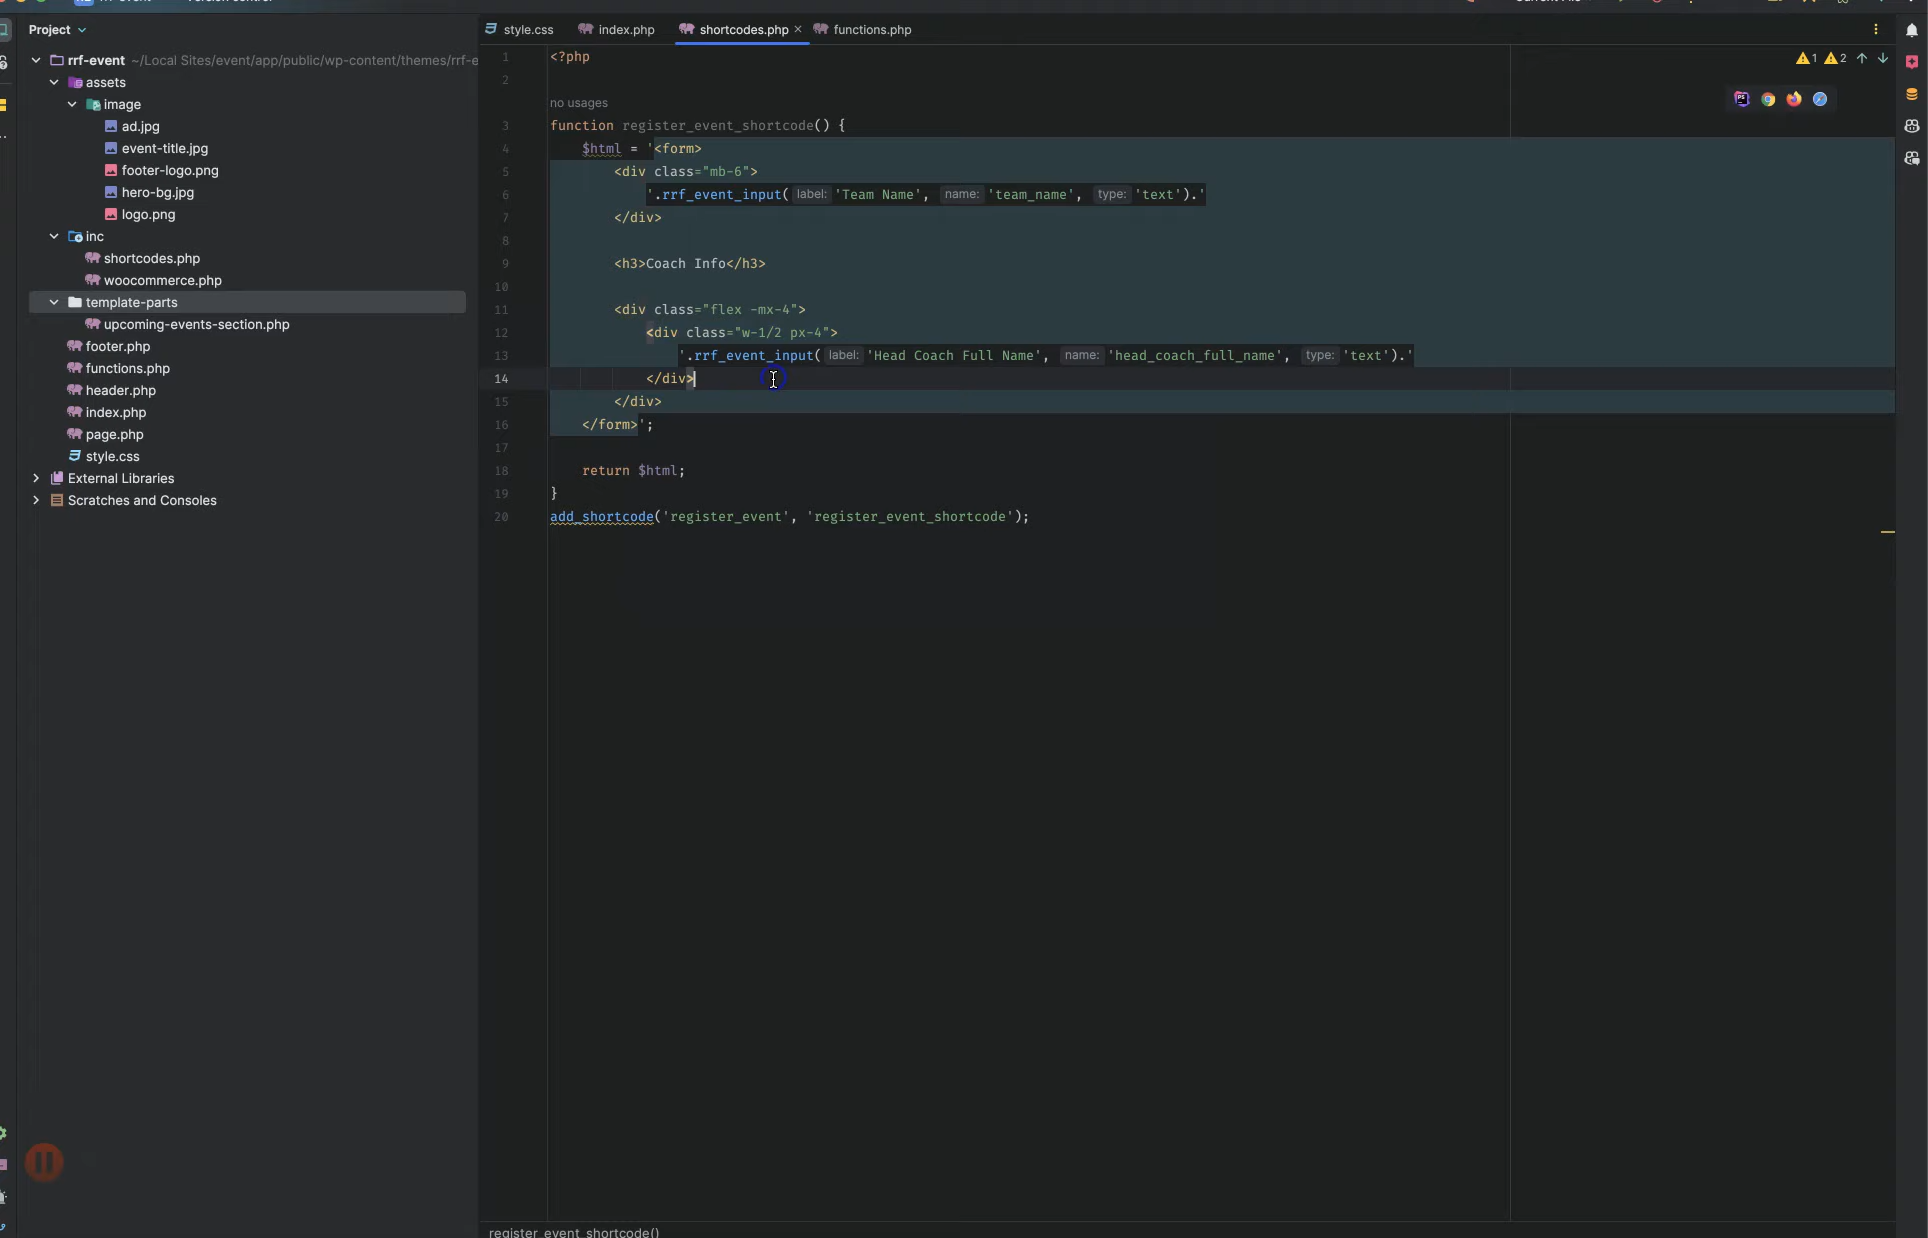 Project
style.css
index.php
shortcodes.php
functions.php
rrf-event ~/Local Sites/event/app/public/wp-content/themes/rrf-e
assets
image
ad.jpg
event-title.jpg
footer-logo.png
hero-bg.jpg
logo.png
inc
shortcodes.php
woocommerce.php
template-parts
upcoming-events-section.php
footer.php
functions.php
header.php
index.php
page.php
style.css
External Libraries
Scratches and Consoles
1 <?php
1 2
2
no usages
3 function register_event_shortcode() {
4 $html = '<form>
5 <div class="mb-6">
6 '.rrf_event_input( label: 'Team Name', name: 'team_name', type: 'text').'
7 </div>
8
9 <h3>Coach Info</h3>
10
11 <div class="flex -mx-4">
12 <div class="w-1/2 px-4">
13 '.rrf_event_input( label: 'Head Coach Full Name', name: 'head_coach_full_name', type: 'text').'
14 </div>
15 </div>
16 </form>';
17
18 return $html;
19 }
20 add_shortcode('register_event', 'register_event_shortcode');
register_event_shortcode()